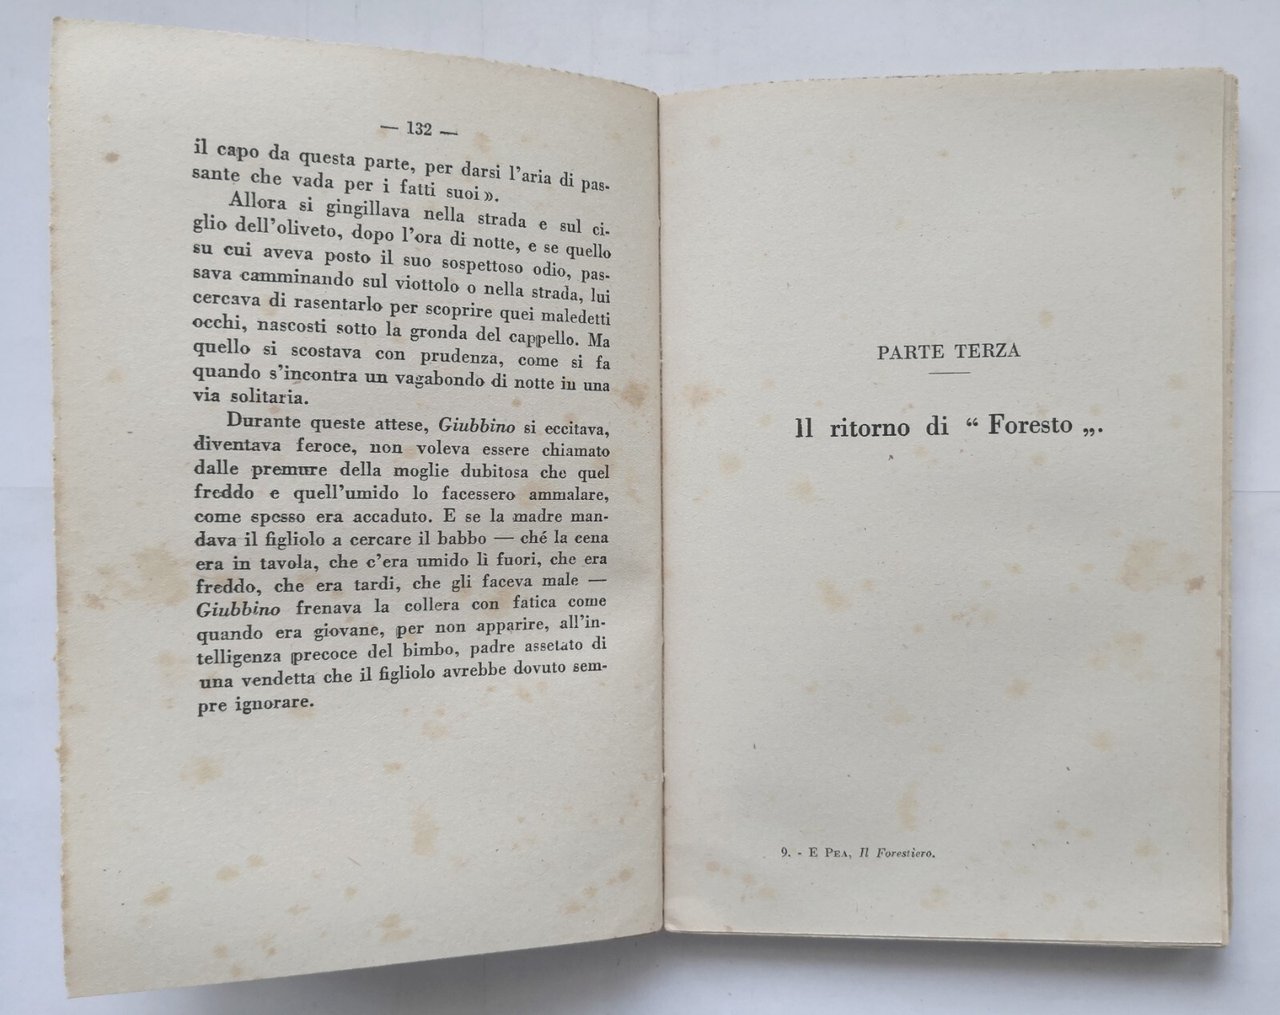 — 132 —
il capo da questa parte, per darsi l'aria di pas-
sante che vada per i fatti suoi».
Allora si gingillava nella strada e sul ci-
glio dell'oliveto, dopo l'ora di notte, e se quello
su cui aveva posto il suo sospettoso odio, pas-
sava camminando sul viottolo o nella strada, lui
cercava di rasentarlo per scoprire quei maledetti
occhi, nascosti sotto la gronda del cappello. Ma
quello si scostava con prudenza, come si fa
quando s'incontra un vagabondo di notte in una
via solitaria.
Durante queste attese, Giubbino si eccitava,
diventava feroce, non voleva essere chiamato
dalle premure della moglie dubitosa che quel
freddo e quell'umido lo facessero ammalare,
come spesso era accaduto. E se la madre man-
dava il figliolo a cercare il babbo — ché la cena
era in tavola, che c'era umido lì fuori, che era
freddo, che era tardi, che gli faceva male —
Giubbino frenava la collera con fatica come
quando era giovane, per non apparire, all'in-
telligenza precoce del bimbo, padre assetato di
una vendetta che il figliolo avrebbe dovuto sem-
pre ignorare.
PARTE TERZA
Il ritorno di “ Foresto „.
9. - E PEA, Il Forestiero.